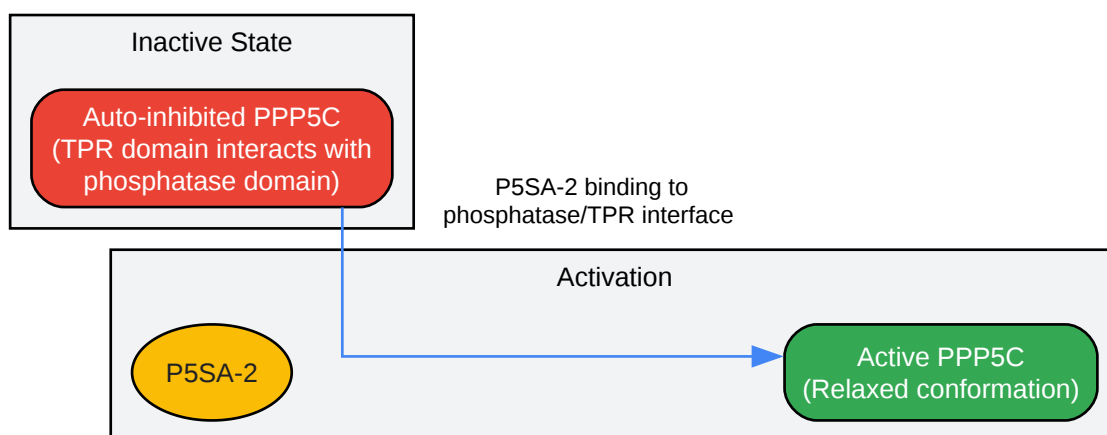 Inactive State
Auto-inhibited PPP5C
(TPR domain interacts with
phosphatase domain)
P5SA-2 binding to
phosphatase/TPR interface
Activation
P5SA-2
Active PPP5C
(Relaxed conformation)